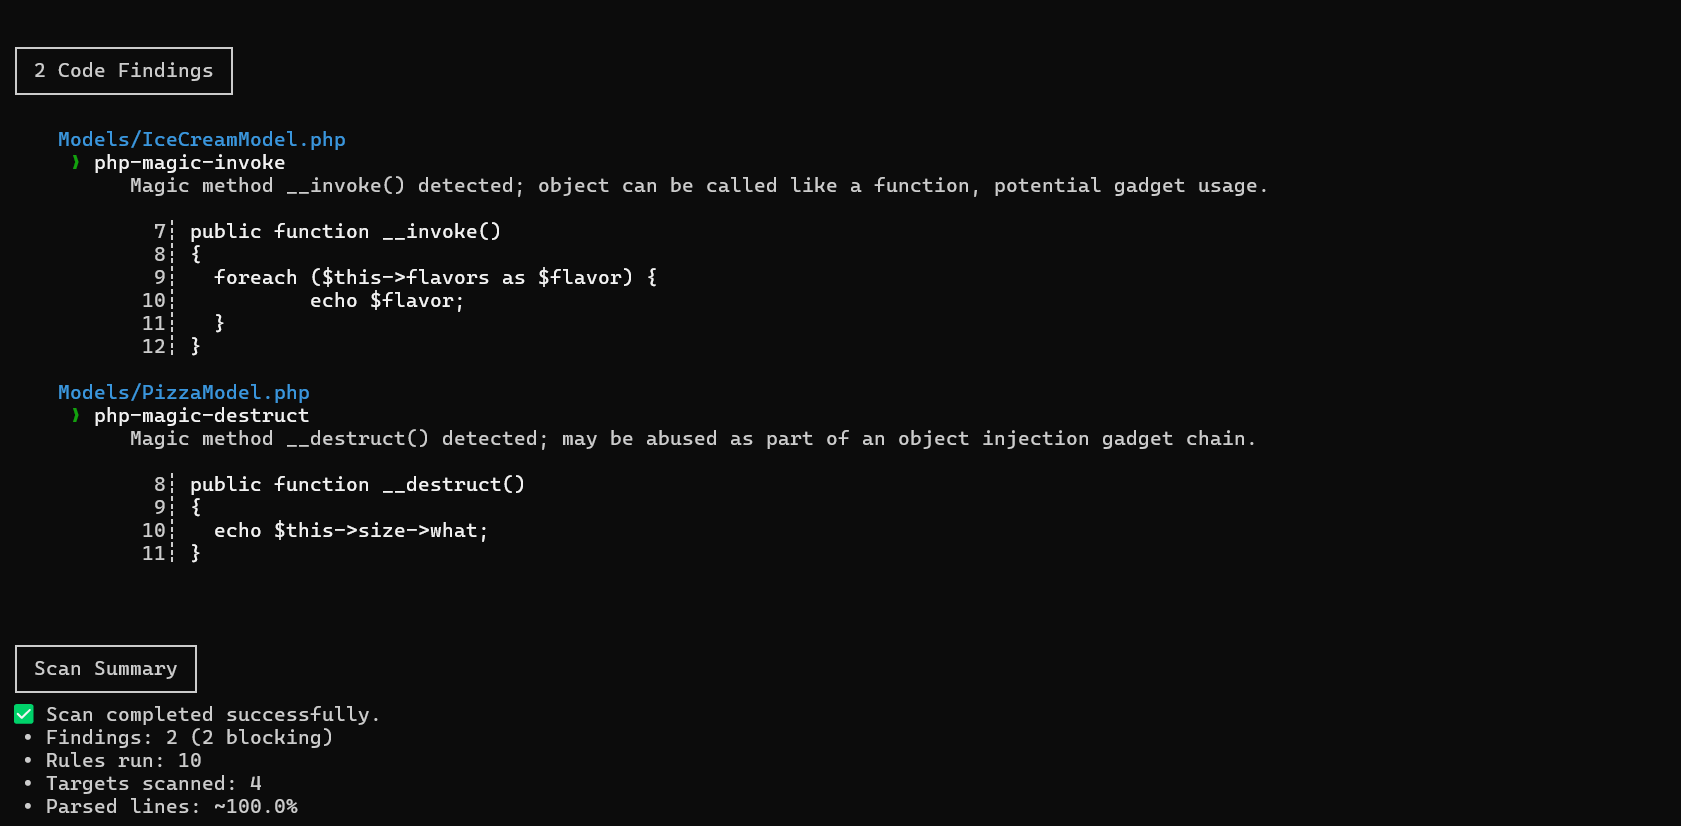 2 Code Findings
Models/IceCreamModel.php
❱ php-magic-invoke
Magic method __invoke() detected; object can be called like a function, potential gadget usage.
7┆ public function __invoke()
8┆ {
9┆   foreach ($this->flavors as $flavor) {
10┆           echo $flavor;
11┆   }
12┆ }
Models/PizzaModel.php
❱ php-magic-destruct
Magic method __destruct() detected; may be abused as part of an object injection gadget chain.
8┆ public function __destruct()
9┆ {
10┆   echo $this->size->what;
11┆ }
Scan Summary
✅ Scan completed successfully.
• Findings: 2 (2 blocking)
• Rules run: 10
• Targets scanned: 4
• Parsed lines: ~100.0%